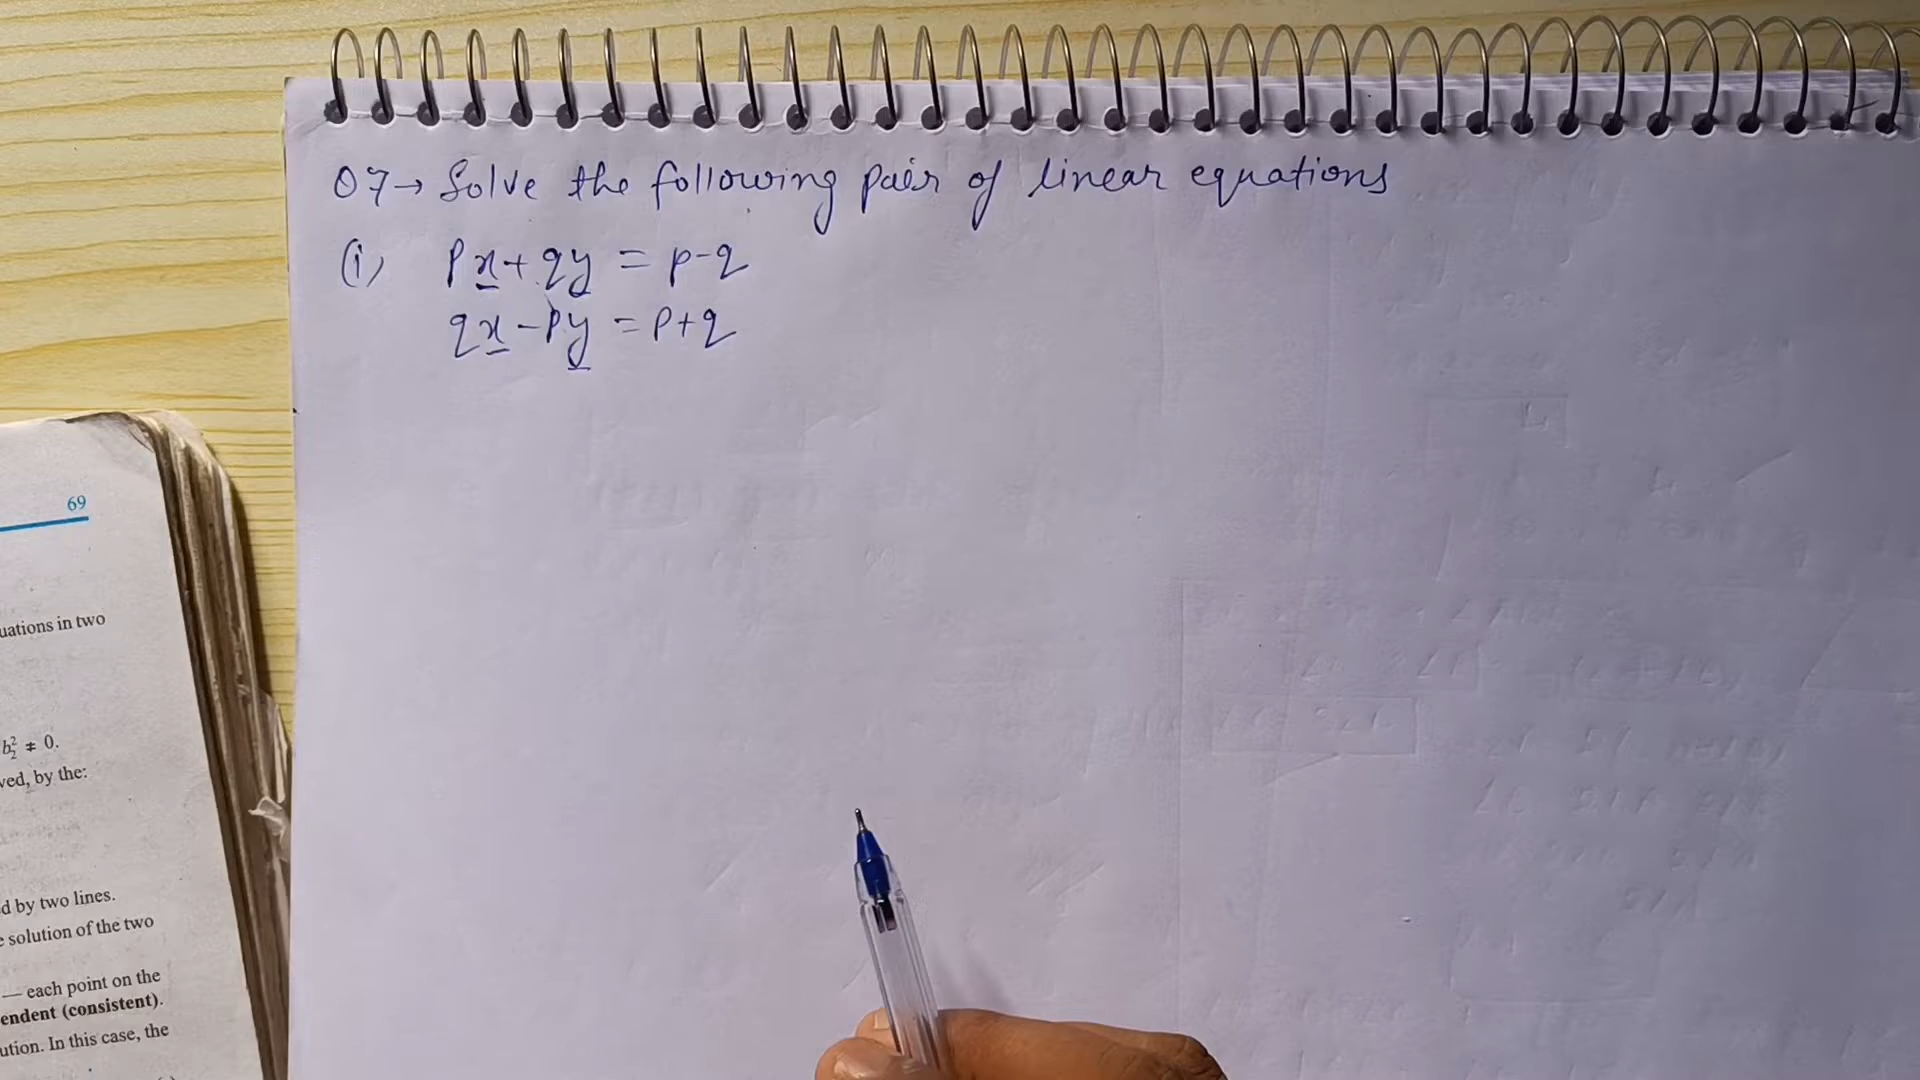 Q7→ Solve the following pair of linear equations
(i) px + qy = p-q
qx - py = p+q
69
uations in two
b₂² ≠ 0.
ved, by the:
d by two lines.
e solution of the two
— each point on the
endent (consistent).
ution. In this case, the